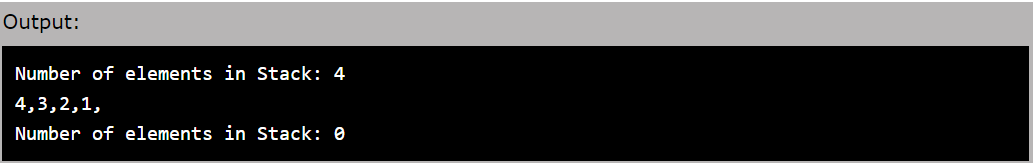 Output:
Number of elements in Stack: 4
4,3,2,1,
Number of elements in Stack: 0